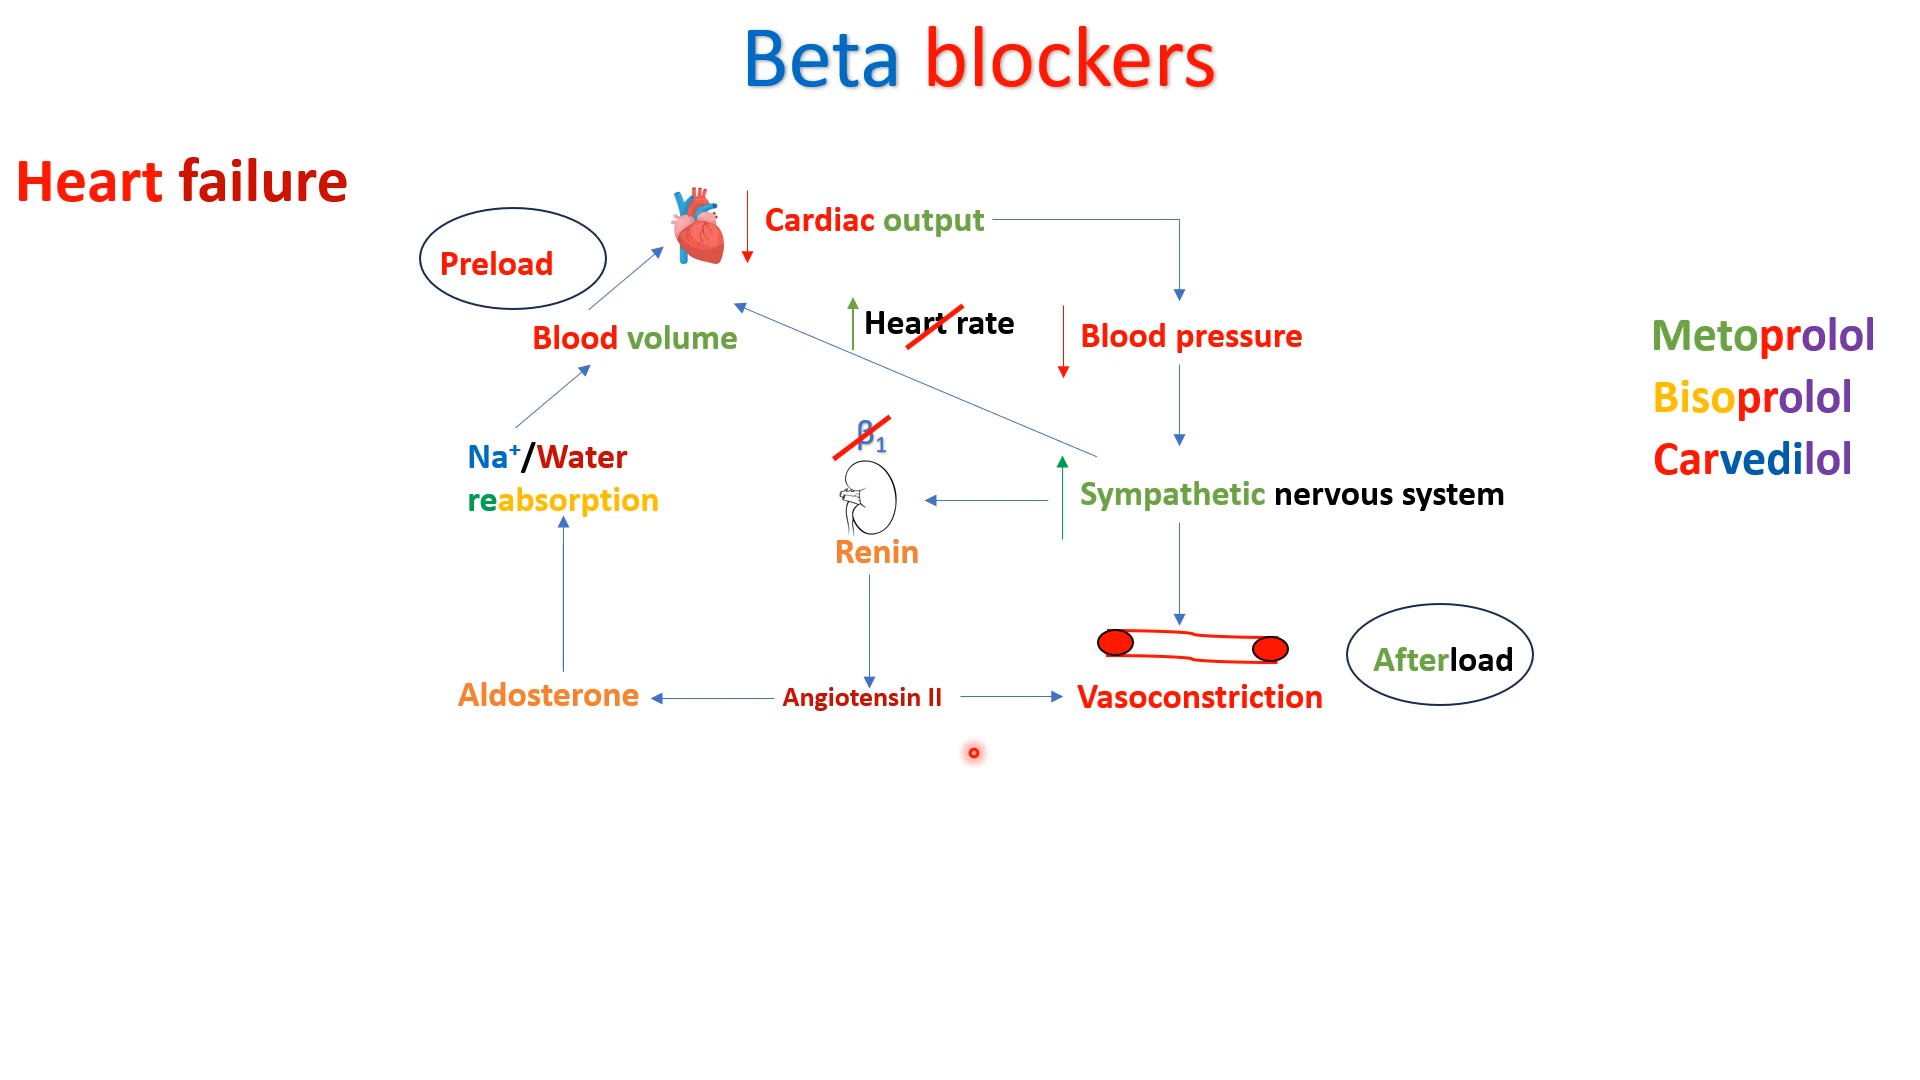 Beta blockers
Heart failure
Cardiac output
Preload
Heart rate
Blood volume
Blood pressure
Metoprolol
Bisoprolol
Carvedilol
β1
Na⁺/Water
reabsorption
Sympathetic nervous system
Renin
Afterload
Aldosterone
Angiotensin II
Vasoconstriction